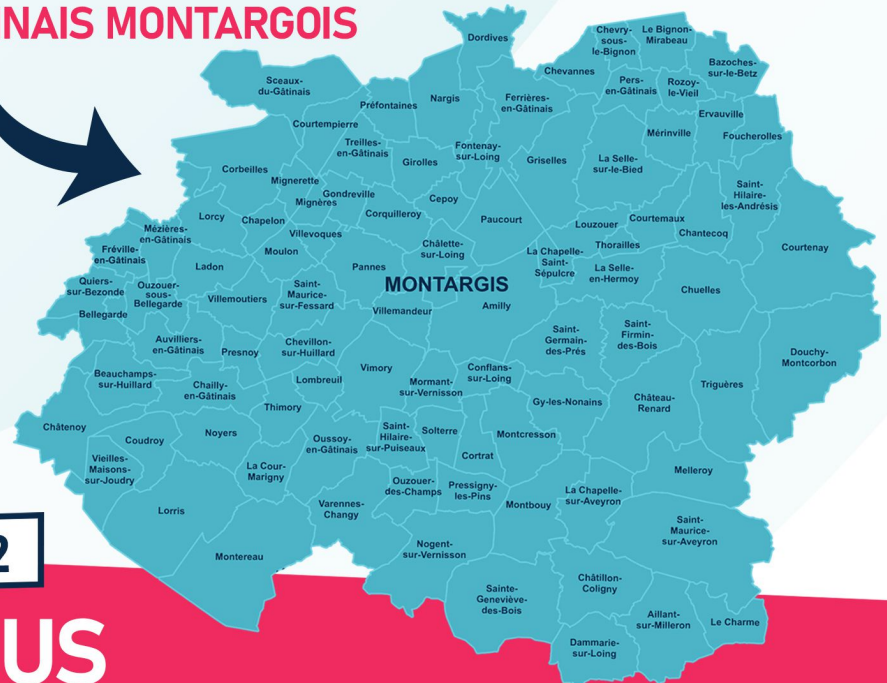 NAIS MONTARGOIS
Dordives
Chevry-
sous-
le-Bignon
Le Bignon-
Mirabeau
Bazoches-
sur-le-Betz
Chevannes
Pers-
en-Gâtinais
Rozoy-
le-Vieil
Sceaux-
du-Gâtinais
Préfontaines
Nargis
Ferrières-
en-Gâtinais
Ervauville
Courtempierre
Mérinville
Foucherolles
Treilles-
en-Gâtinais
Girolles
Fontenay-
sur-Loing
Griselles
La Selle-
sur-le-Bied
Corbeilles
Mignerette
Gondreville
Mignères
Cepoy
Saint-
Hilaire-
les-Andrésis
Lorcy
Chapelon
Corquilleroy
Paucourt
Louzouer
Courtemaux
Chantecoq
Mézières-
en-Gâtinais
Villevoques
Fréville-
en-Gâtinais
Moulon
Châlette-
sur-Loing
La Chapelle-
Saint-
Sépulcre
Thorailles
Courtenay
Ladon
Pannes
La Selle-
en-Hermoy
Quiers-
sur-Bezonde
Ouzouer-
sous-
Bellegarde
Villemoutiers
Saint-
Maurice-
sur-Fessard
MONTARGIS
Chuelles
Bellegarde
Villemandeur
Amilly
Auvilliers-
en-Gâtinais
Presnoy
Chevillon-
sur-Huillard
Saint-
Germain-
des-Prés
Saint-
Firmin-
des-Bois
Douchy-
Montcorbon
Beauchamps-
sur-Huillard
Chailly-
en-Gâtinais
Lombreuil
Vimory
Mormant-
sur-Vernisson
Conflans-
sur-Loing
Triguères
Thimory
Gy-les-Nonains
Château-
Renard
Châtenoy
Coudroy
Noyers
Oussoy-
en-Gâtinais
Saint-
Hilaire-
sur-Puiseaux
Solterre
Montcresson
Vieilles-
Maisons-
sur-Joudry
La Cour-
Marigny
Cortrat
Melleroy
Ouzouer-
des-Champs
Pressigny-
les-Pins
La Chapelle-
sur-Aveyron
Lorris
Varennes-
Changy
Montbouy
Saint-
Maurice-
sur-Aveyron
Montereau
Nogent-
sur-Vernisson
2
Sainte-
Geneviève-
des-Bois
Châtillon-
Coligny
Aillant-
sur-Milleron
Le Charme
US
Dammarie-
sur-Loing